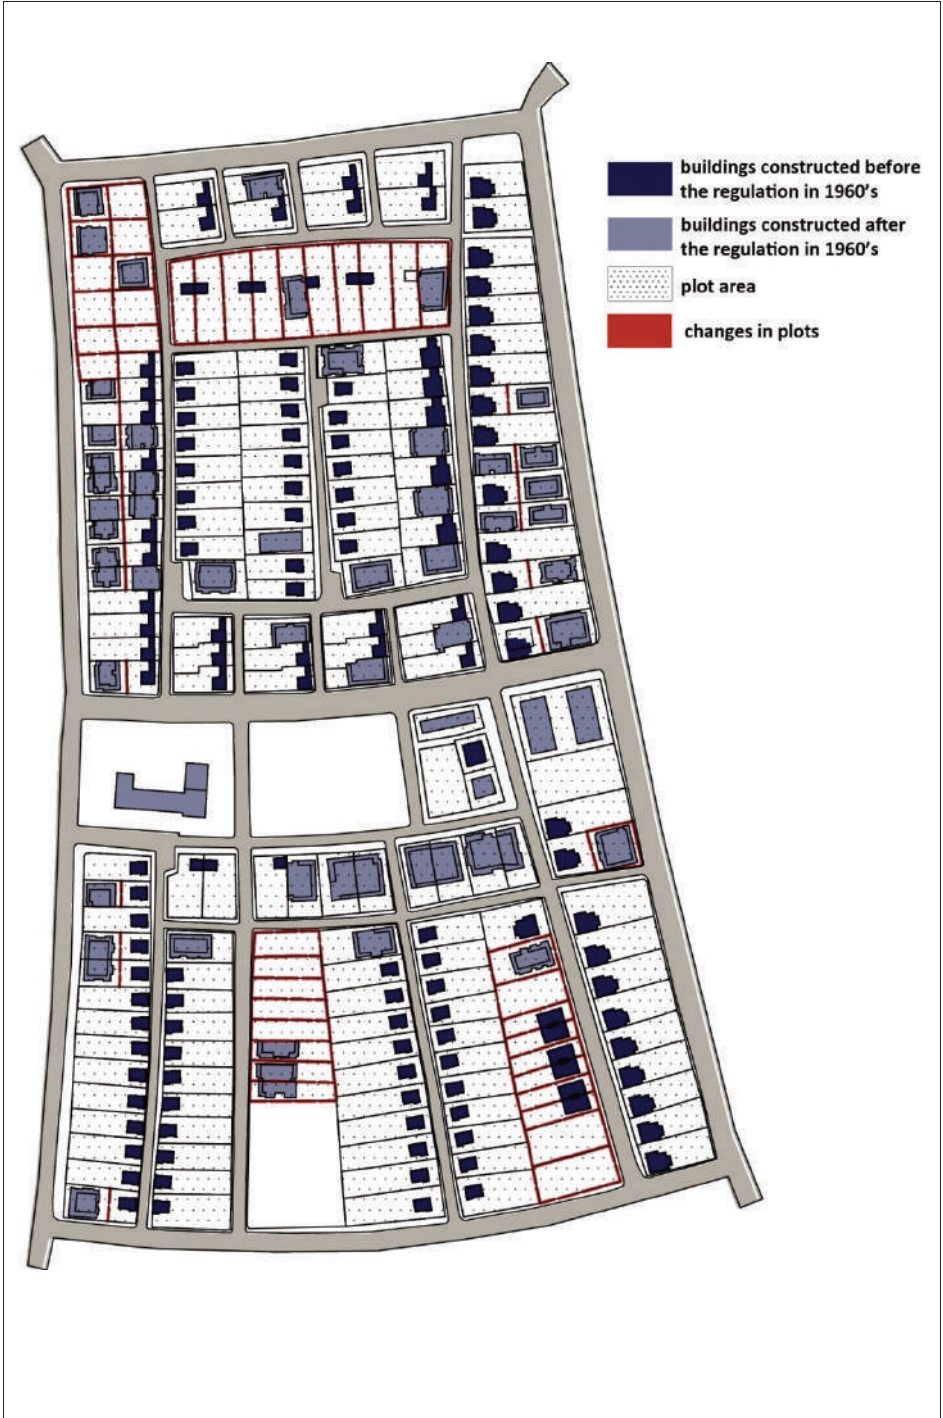 buildings constructed before
the regulation in 1960's
buildings constructed after
the regulation in 1960's
plot area
changes in plots